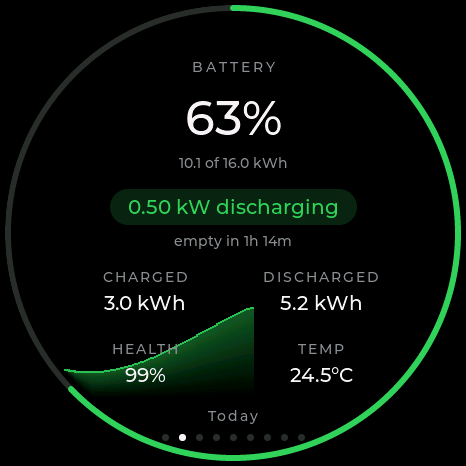 BATTERY
63%
10.1 of 16.0 kWh
0.50 kW discharging
empty in 1h 14m
CHARGED DISCHARGED
3.0 kWh 5.2 kWh
HEALTH TEMP
99% 24.5°C
Today